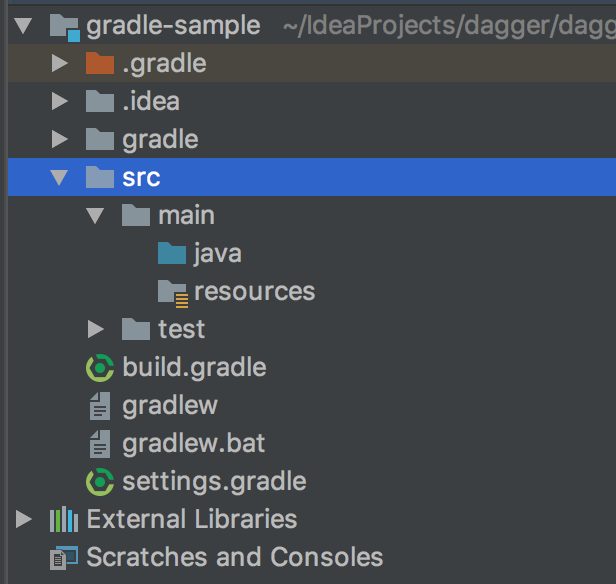 gradle-sample ~/IdeaProjects/dagger/dagg
.gradle
.idea
gradle
src
main
java
resources
test
build.gradle
gradlew
gradlew.bat
settings.gradle
External Libraries
Scratches and Consoles